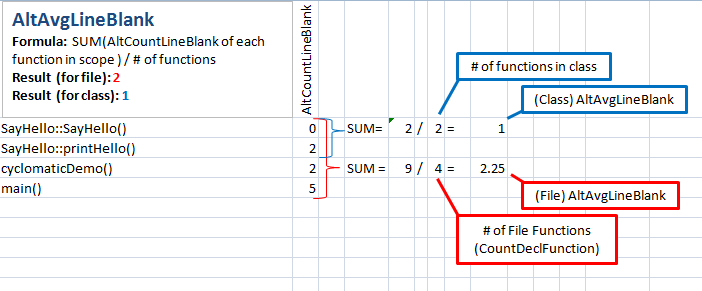 AltAvgLineBlank
Formula: SUM(AltCountLineBlank of each
function in scope ) / # of functions
Result (for file): 2
Result (for class): 1
AltCountLineBlank
# of functions in class
(Class) AltAvgLineBlank
SayHello::SayHello() 0 SUM= 2 / 2 = 1
SayHello::printHello() 2
cyclomaticDemo() 2 SUM = 9 / 4 = 2.25
main() 5
(File) AltAvgLineBlank
# of File Functions
(CountDeclFunction)